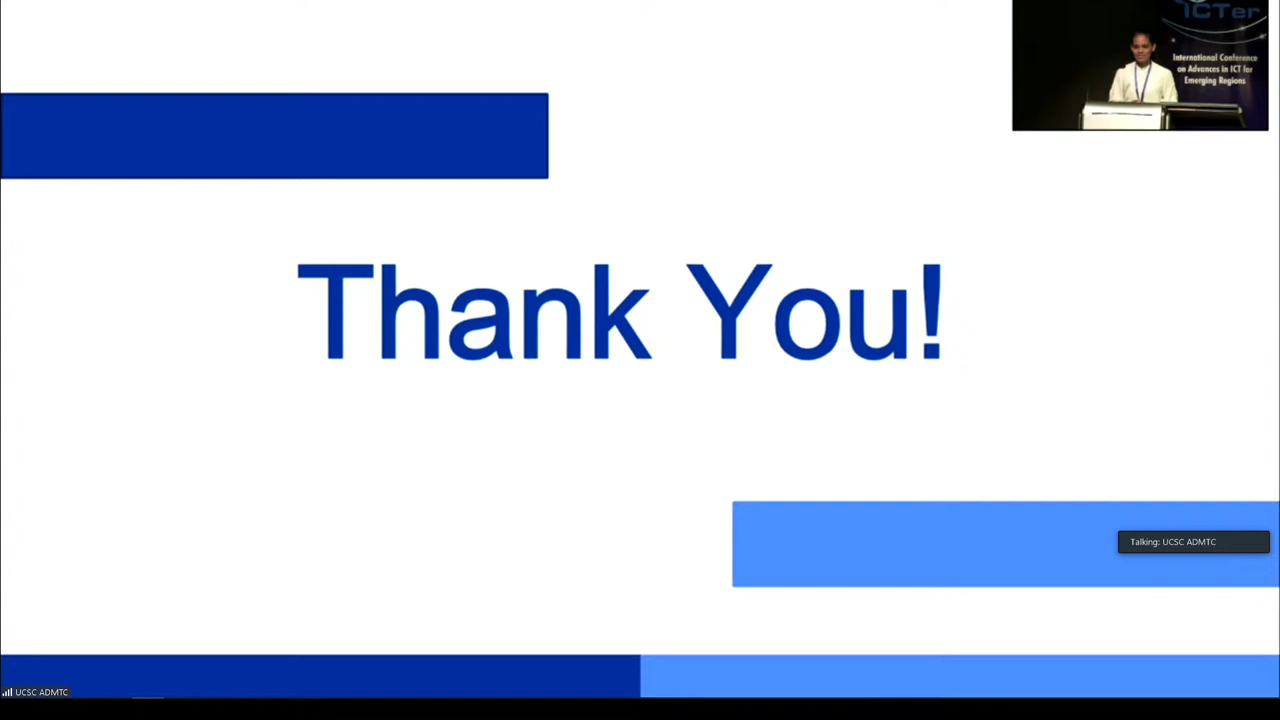 ICTer
International Conference
on Advances in ICT for
Emerging Regions
Thank You!
Talking: UCSC ADMTC
UCSC ADMTC